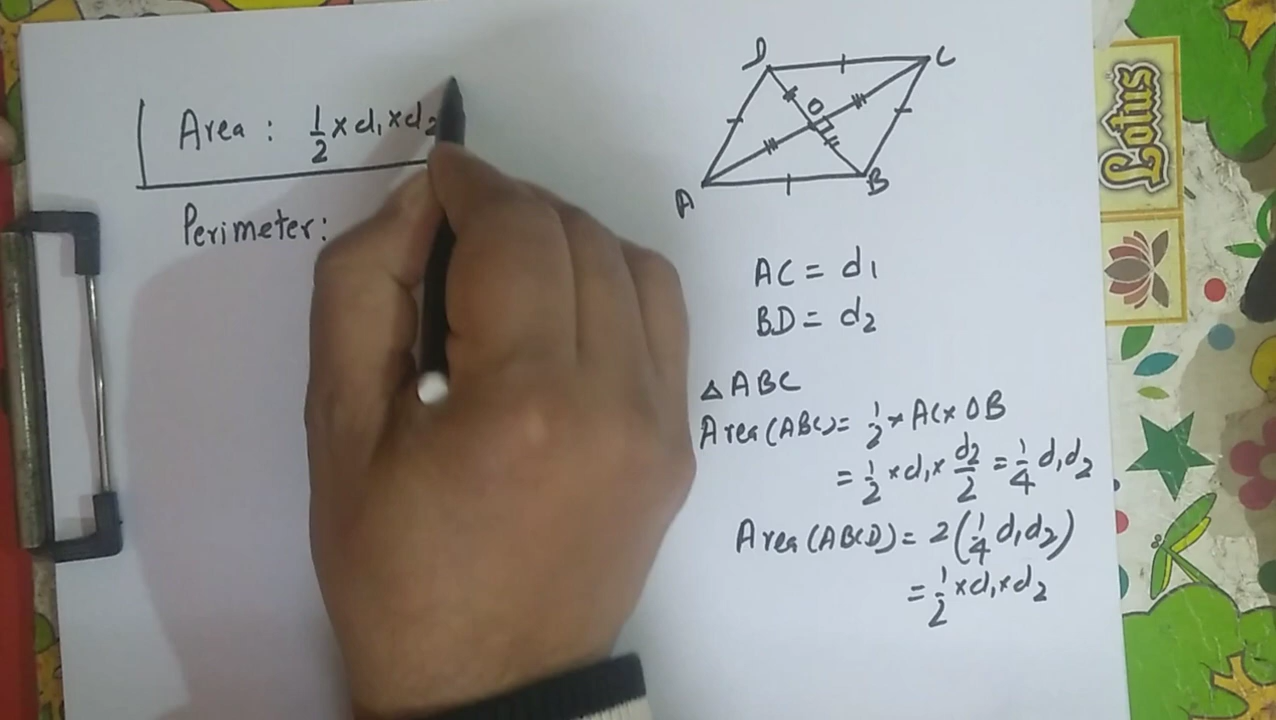 Area : 1/2 × d₁ × d₂
Perimeter :
D
C
O
A
B
AC = d₁
BD = d₂
△ ABC
Area (ABC) = 1/2 × AC × OB
= 1/2 × d₁ × d₂/2 = 1/4 d₁d₂
Area (ABCD) = 2(1/4 d₁d₂)
= 1/2 × d₁ × d₂
Lotus